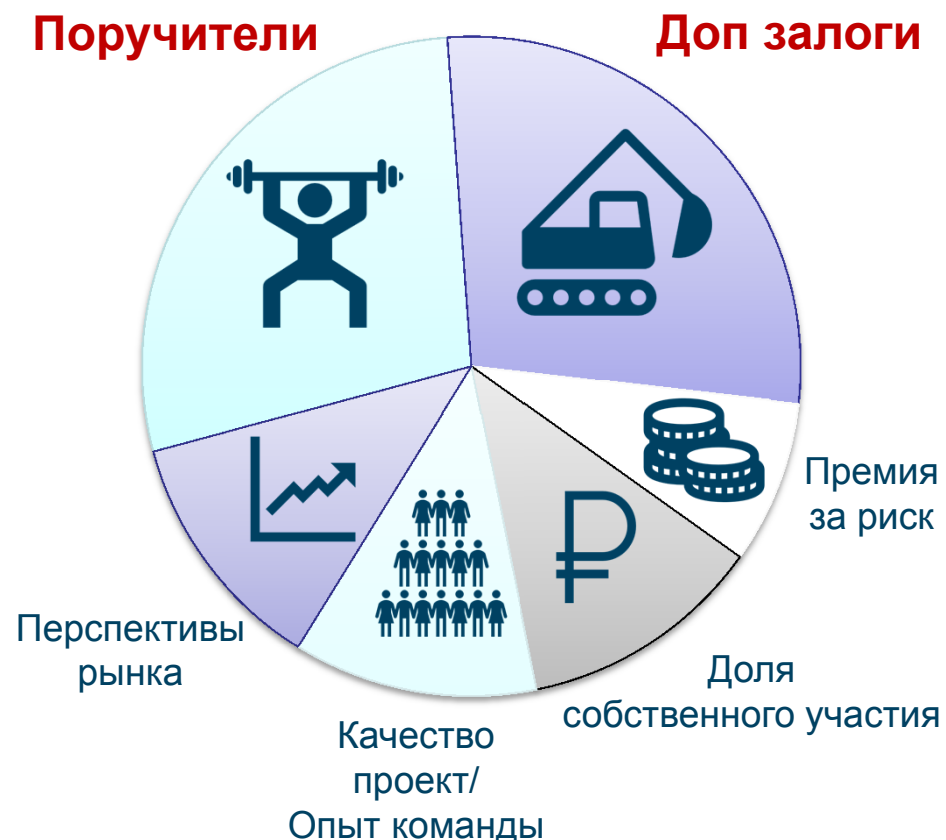 Поручители
Доп залоги
Премия
за риск
Доля
собственного участия
Качество
проект/
Опыт команды
Перспективы
рынка